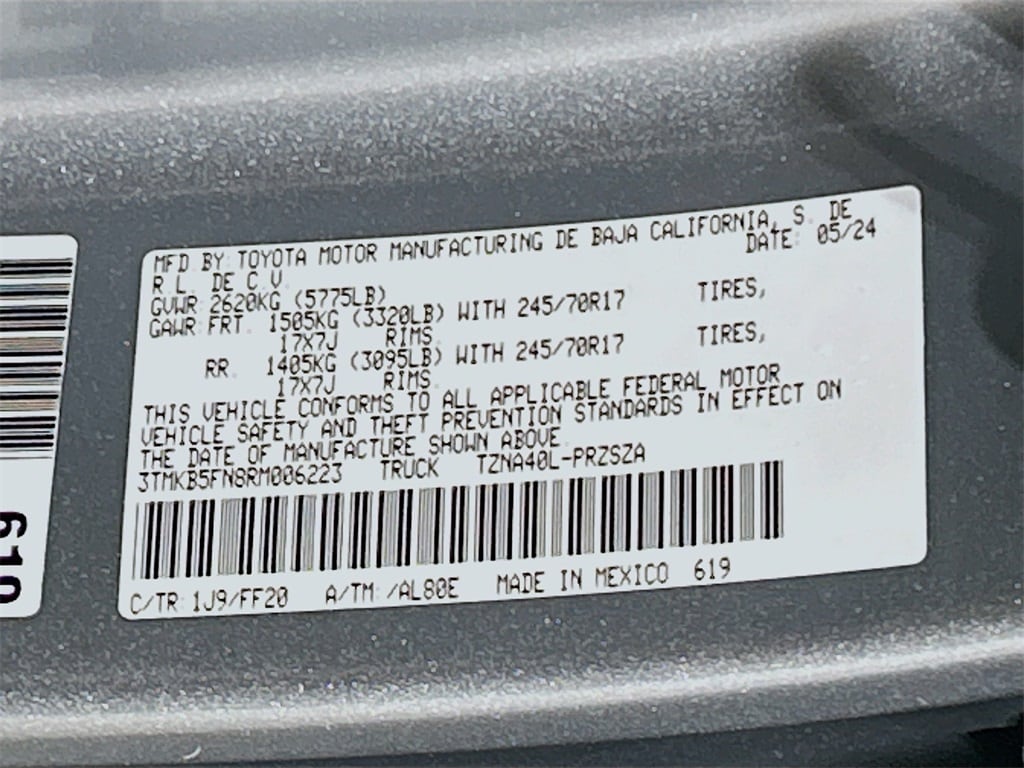 MFD BY: TOYOTA MOTOR MANUFACTURING DE BAJA CALIFORNIA, S. DE
R.L. DE C.V. DATE: 05/24
GVWR 2620KG (5775LB)
GAWR FRT. 1505KG (3320LB) WITH 245/70R17 TIRES,
17X7J RIMS.
RR. 1405KG (3095LB) WITH 245/70R17 TIRES,
17X7J RIMS.
THIS VEHICLE CONFORMS TO ALL APPLICABLE FEDERAL MOTOR
VEHICLE SAFETY AND THEFT PREVENTION STANDARDS IN EFFECT ON
THE DATE OF MANUFACTURE SHOWN ABOVE.
3TMKB5FN8RM006223 TRUCK TZNA40L-PRZSZA
C/TR: 1J9/FF20 A/TM: /AL80E MADE IN MEXICO 619
619